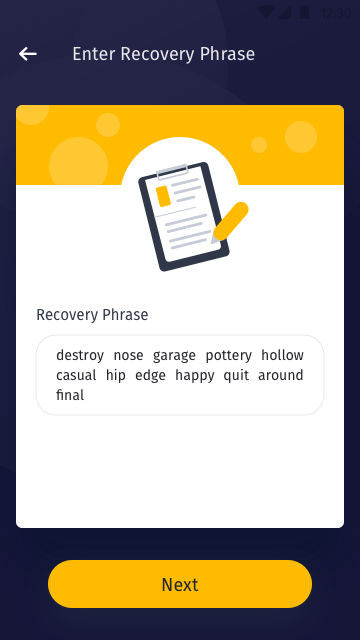 12:30
Enter Recovery Phrase
Recovery Phrase
destroy nose garage pottery hollow
casual hip edge happy quit around
final
Next